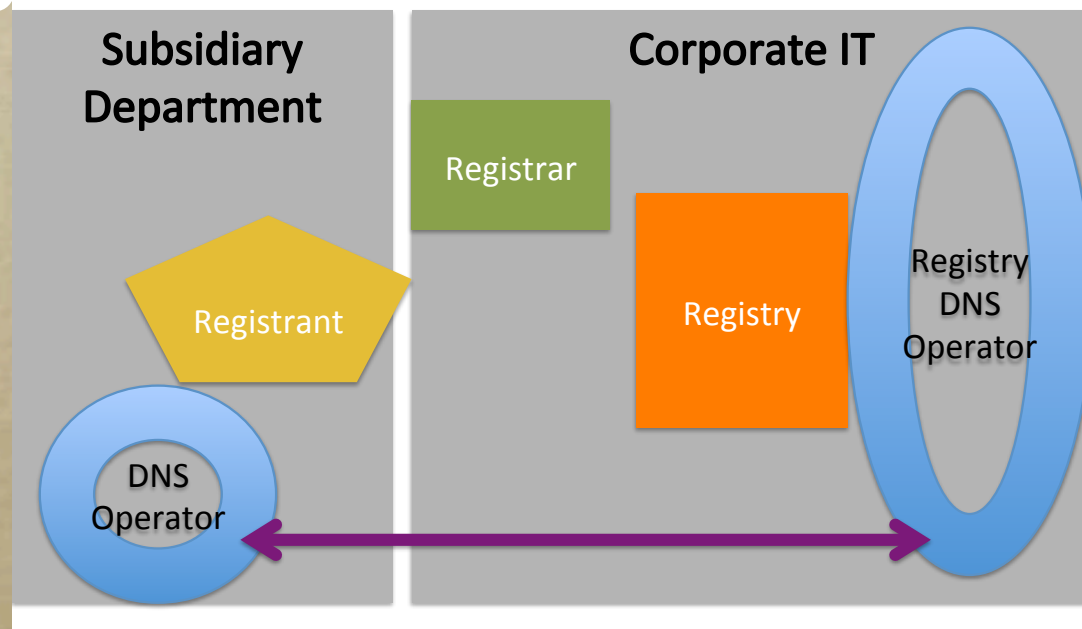 Subsidiary
Department
Corporate IT
Registrar
Registrant
Registry
Registry
DNS
Operator
DNS
Operator